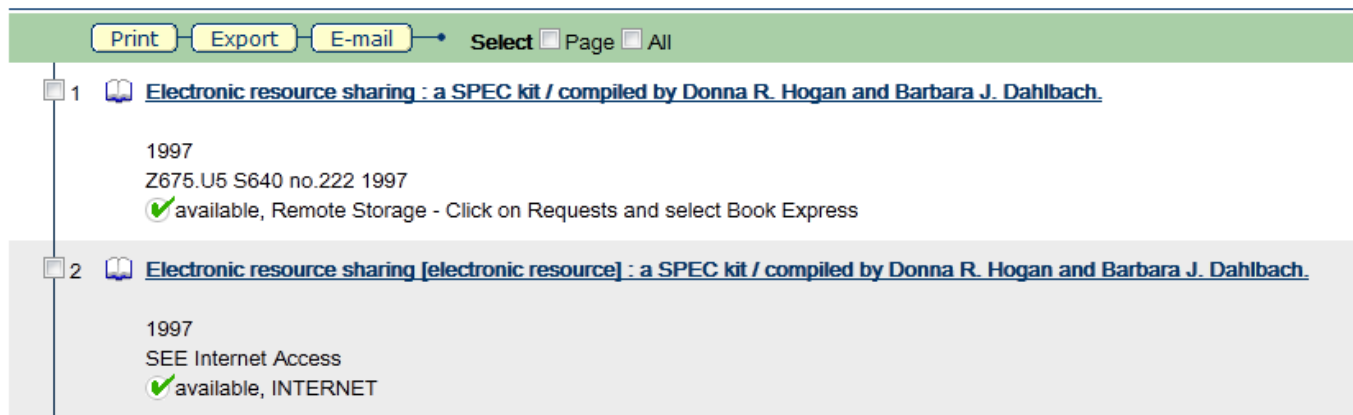 Print Export E-mail Select Page All
1 Electronic resource sharing : a SPEC kit / compiled by Donna R. Hogan and Barbara J. Dahlbach.
1997
Z675.U5 S640 no.222 1997
available, Remote Storage - Click on Requests and select Book Express
2 Electronic resource sharing [electronic resource] : a SPEC kit / compiled by Donna R. Hogan and Barbara J. Dahlbach.
1997
SEE Internet Access
available, INTERNET